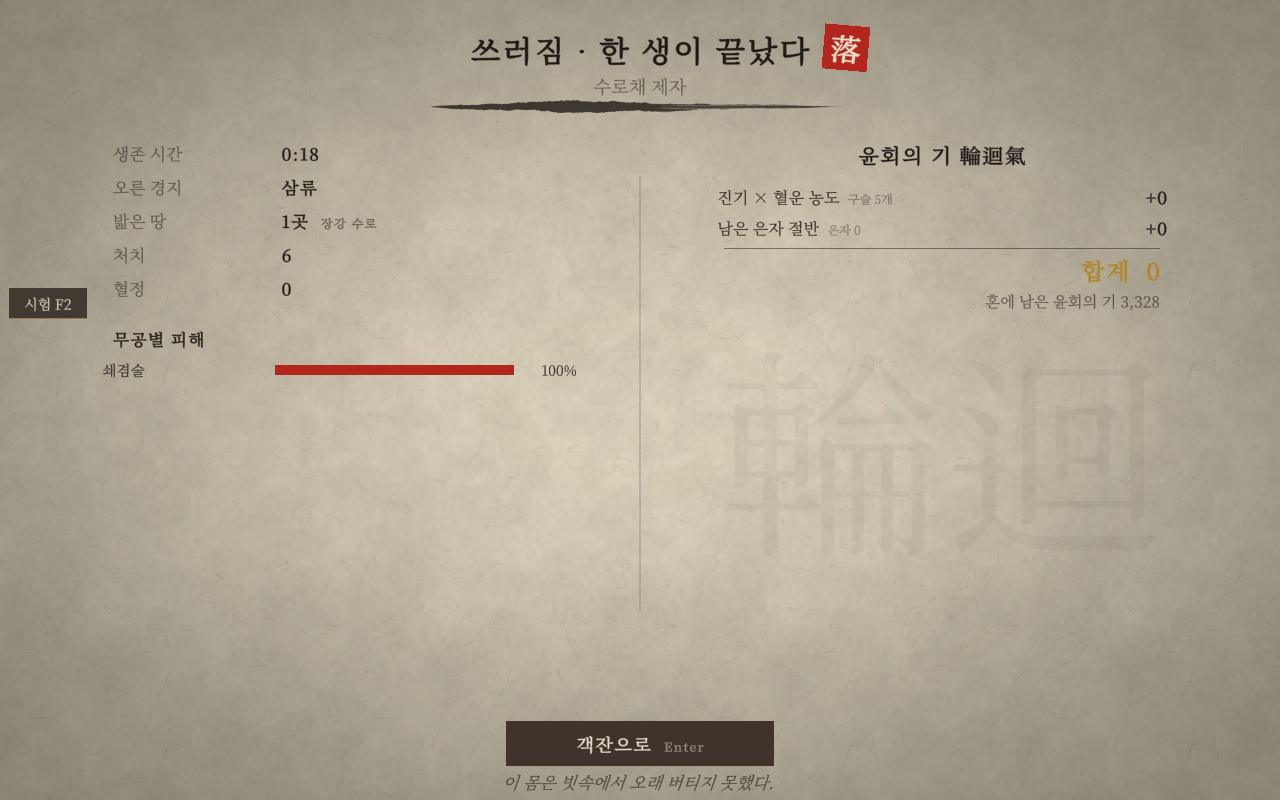 쓰러짐 · 한 생이 끝났다 落
수로채 제자
생존 시간 0:18
오른 경지 삼류
밟은 땅 1곳 장강 수로
처치 6
혈정 0
시험 F2
무공별 피해
쇄겸술 100%
윤회의 기 輪迴氣
진기 × 혈운 농도 구슬 5개 +0
남은 은자 절반 은자 0 +0
합계 0
혼에 남은 윤회의 기 3,328
輪迴
객잔으로 Enter
이 몸은 빗속에서 오래 버티지 못했다.